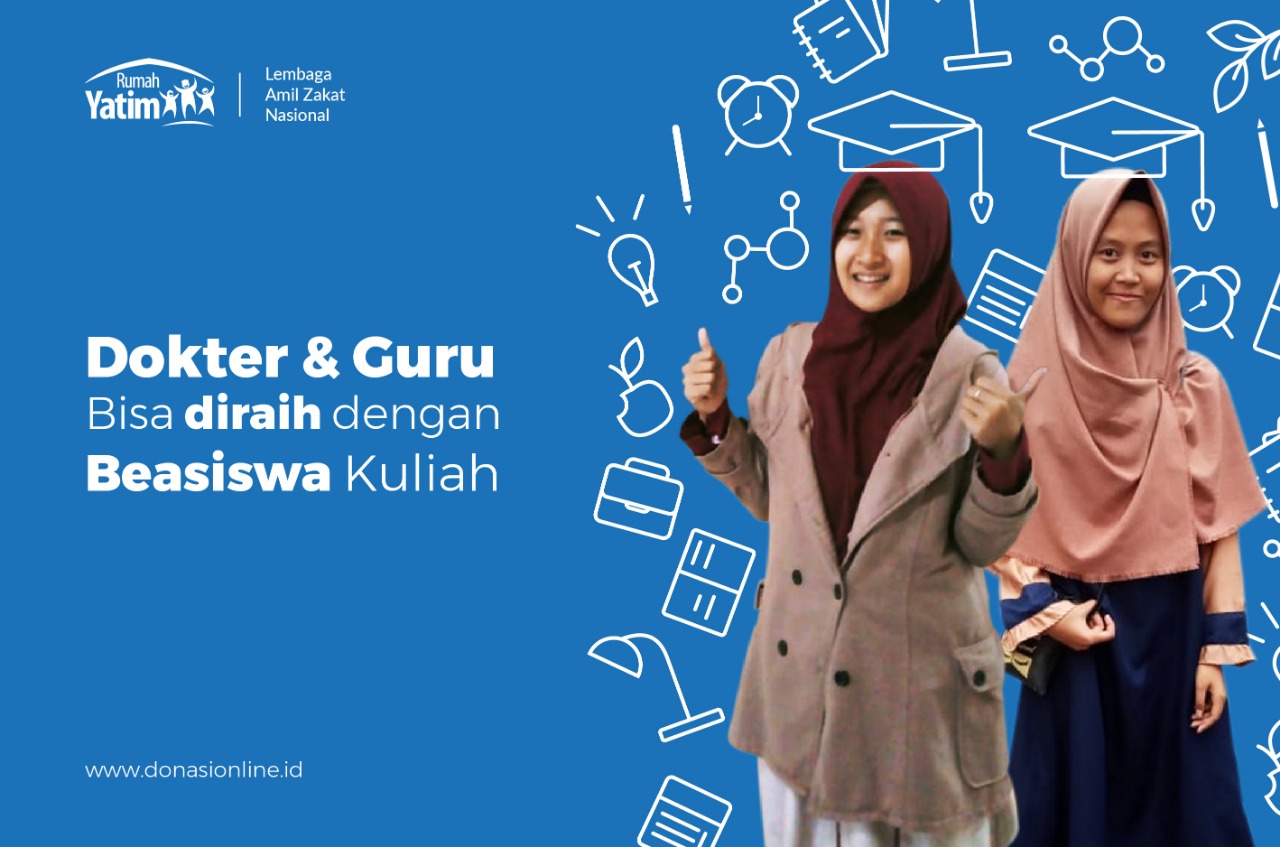 Rumah
Yatim
Lembaga
Amil Zakat
Nasional
Dokter & Guru
Bisa diraih dengan
Beasiswa Kuliah
www.donasionline.id